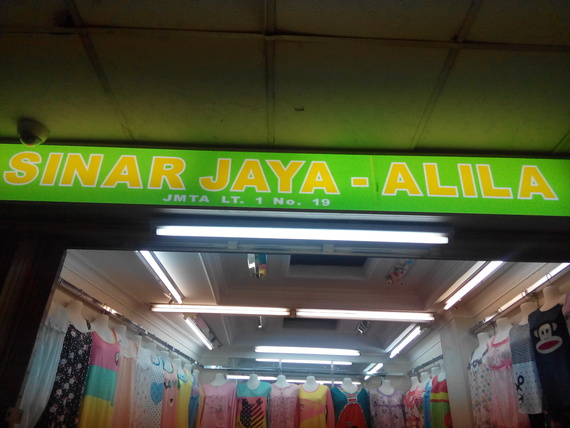 SINAR JAYA - ALILA
JMTA LT. 1 No. 19